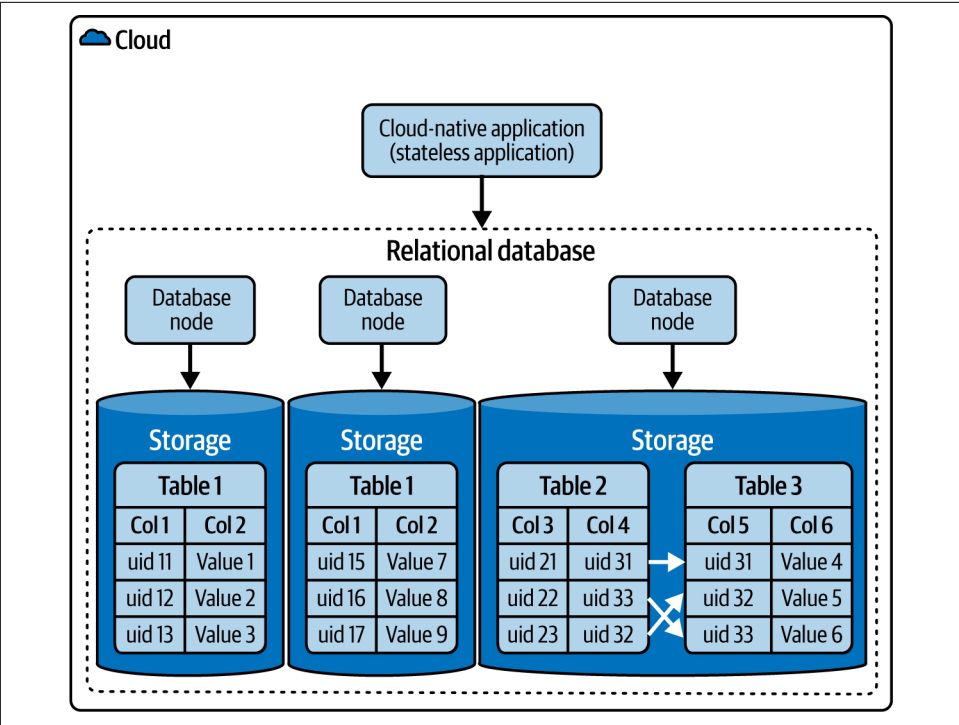 Cloud
Cloud-native application
(stateless application)
Relational database
Database
node
Database
node
Database
node
Storage
Table 1
Col 1 Col 2
uid 11 Value 1
uid 12 Value 2
uid 13 Value 3
Storage
Table 1
Col 1 Col 2
uid 15 Value 7
uid 16 Value 8
uid 17 Value 9
Storage
Table 2
Col 3 Col 4
uid 21 uid 31
uid 22 uid 33
uid 23 uid 32
Table 3
Col 5 Col 6
uid 31 Value 4
uid 32 Value 5
uid 33 Value 6